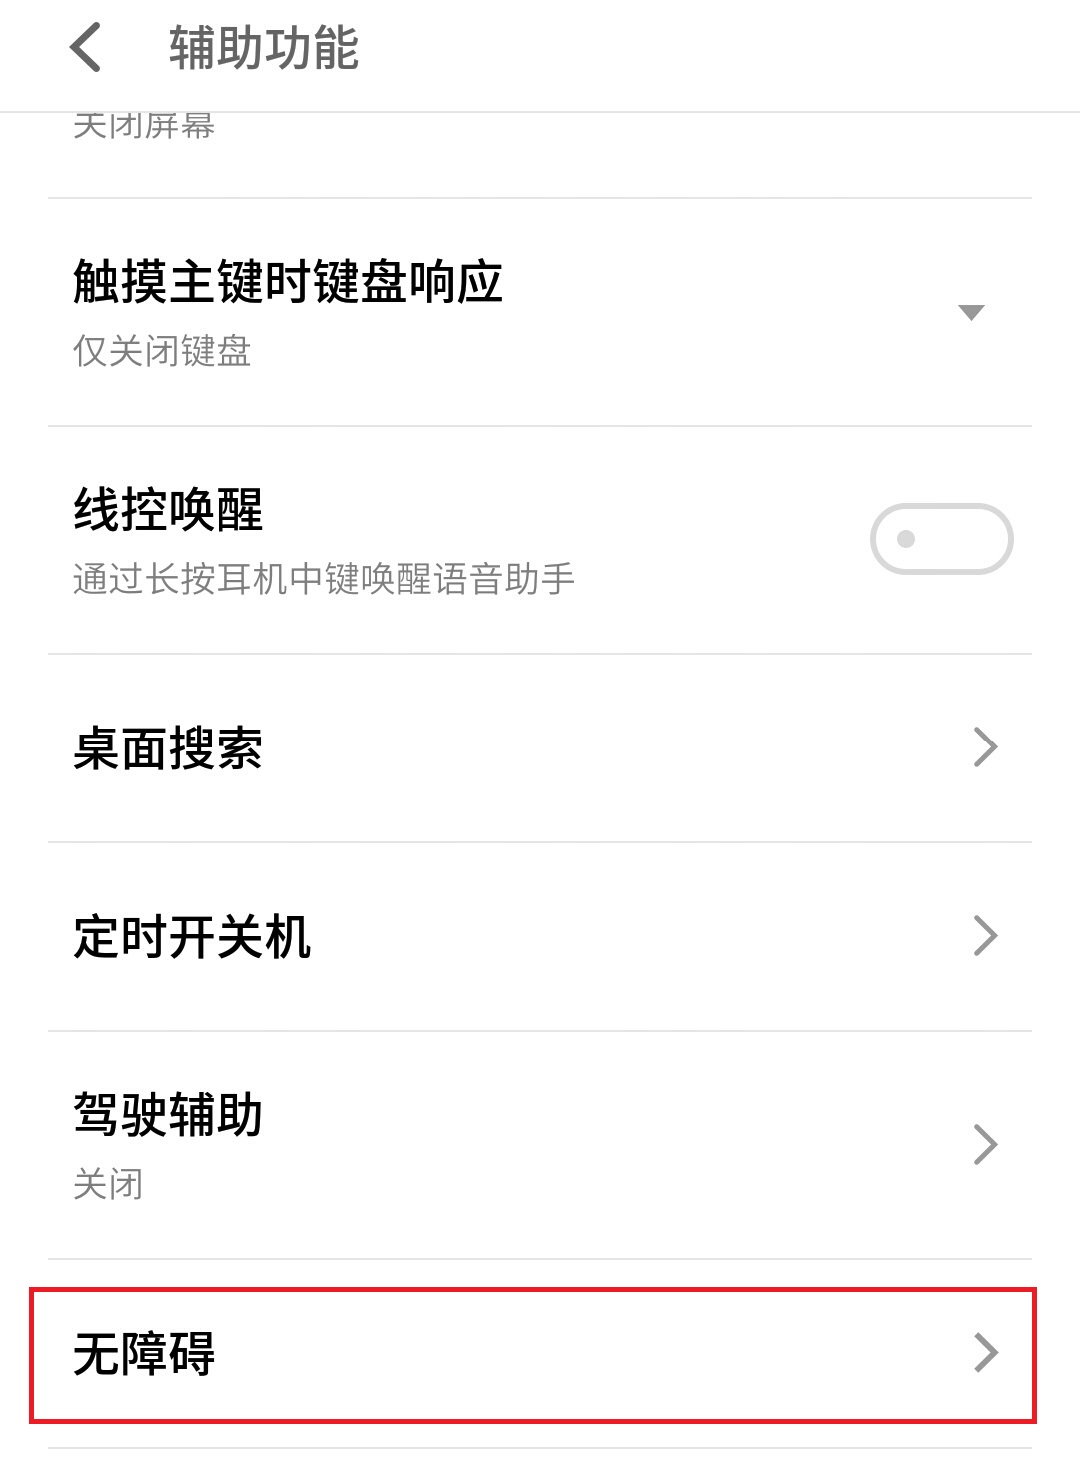 辅助功能
关闭屏幕
触摸主键时键盘响应
仅关闭键盘
线控唤醒
通过长按耳机中键唤醒语音助手
桌面搜索
定时开关机
驾驶辅助
关闭
无障碍